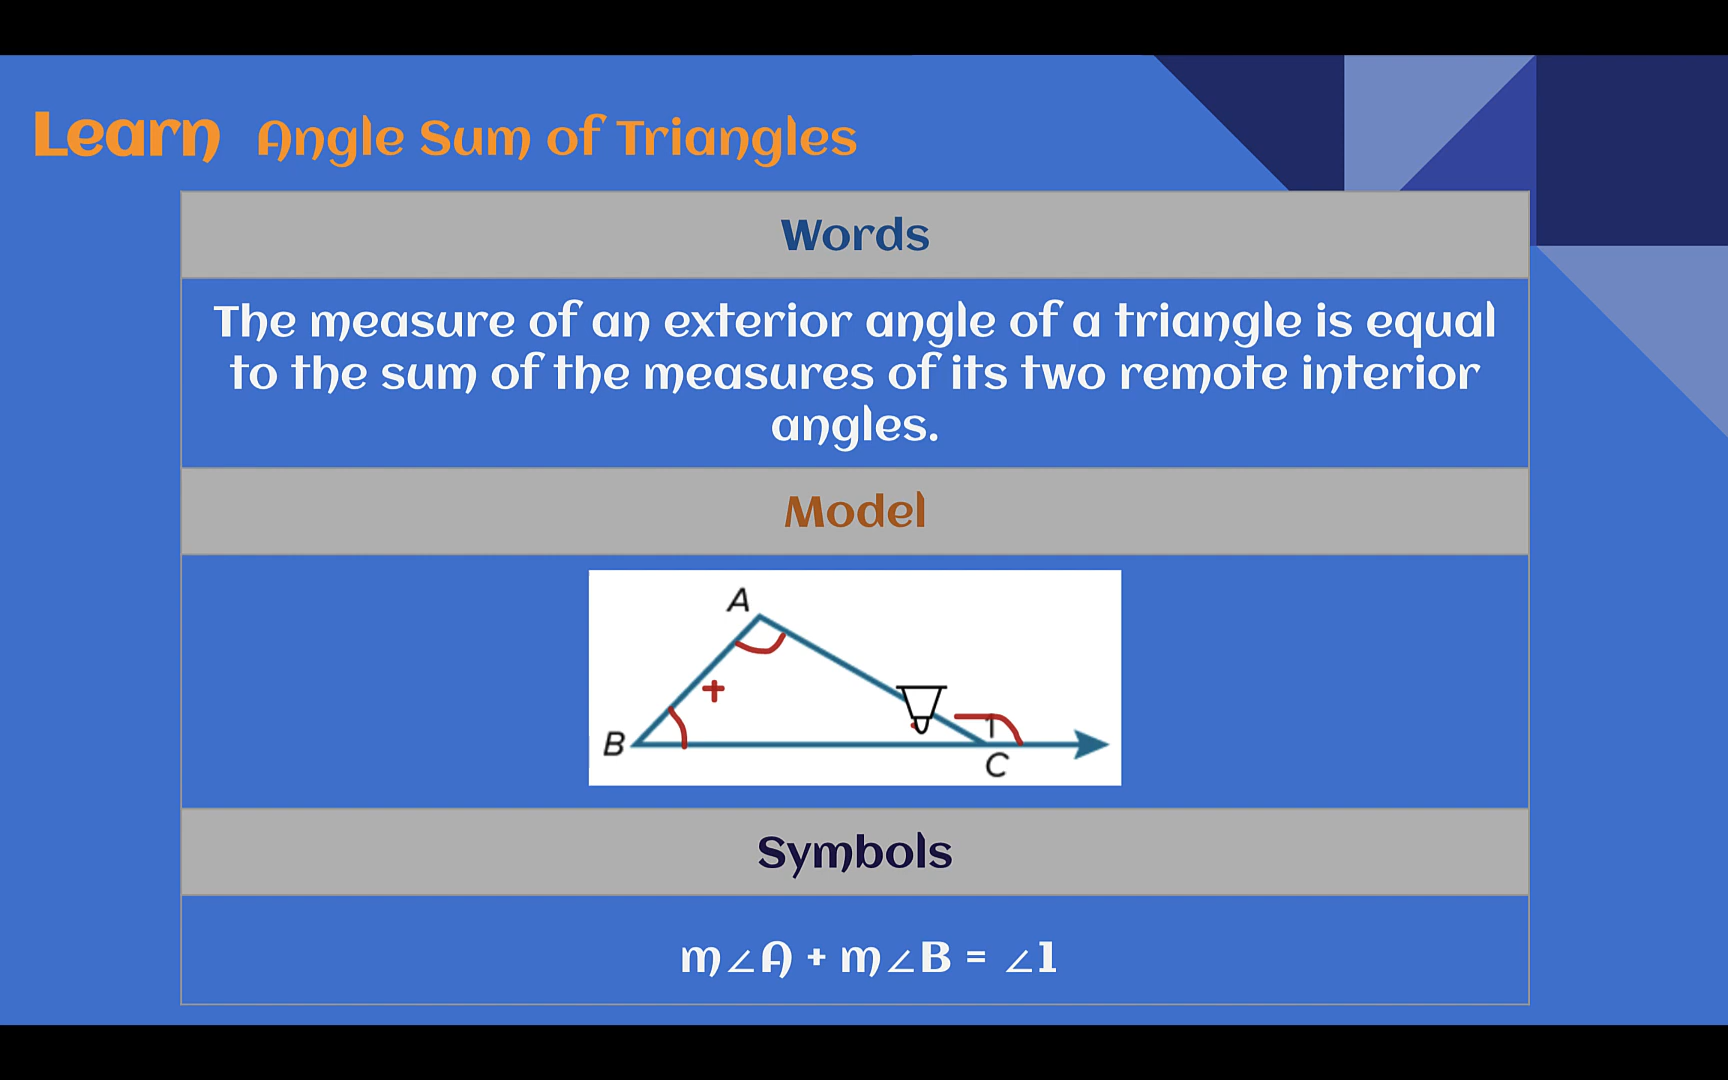 Learn Angle Sum of Triangles
Words
The measure of an exterior angle of a triangle is equal
to the sum of the measures of its two remote interior
angles.
Model
A
+
1
B
C
Symbols
m∠A + m∠B = ∠1